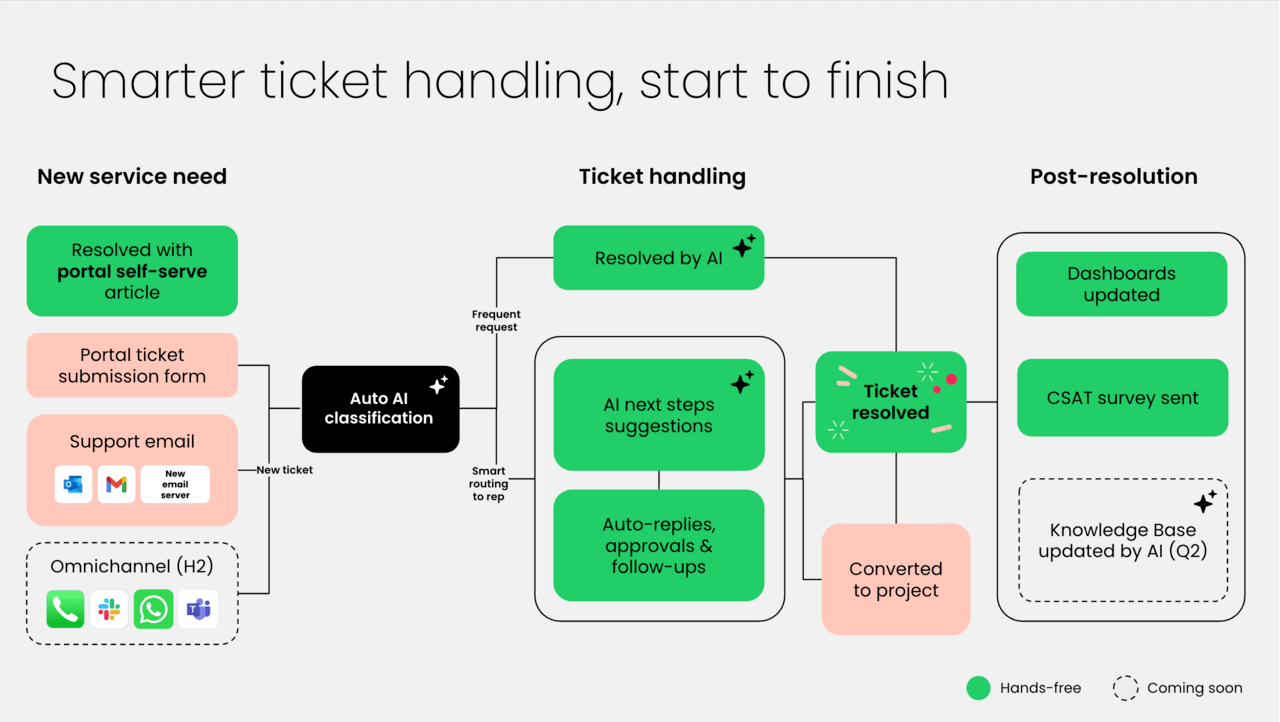 Smarter ticket handling, start to finish
New service need
Resolved with
portal self-serve
article
Portal ticket
submission form
Support email
New
email
server
Omnichannel (H2)
New ticket
Auto AI
classification
Frequent
request
Smart
routing
to rep
Ticket handling
Resolved by AI
AI next steps
suggestions
Auto-replies,
approvals &
follow-ups
Ticket
resolved
Converted
to project
Post-resolution
Dashboards
updated
CSAT survey sent
Knowledge Base
updated by AI (Q2)
Hands-free
Coming soon